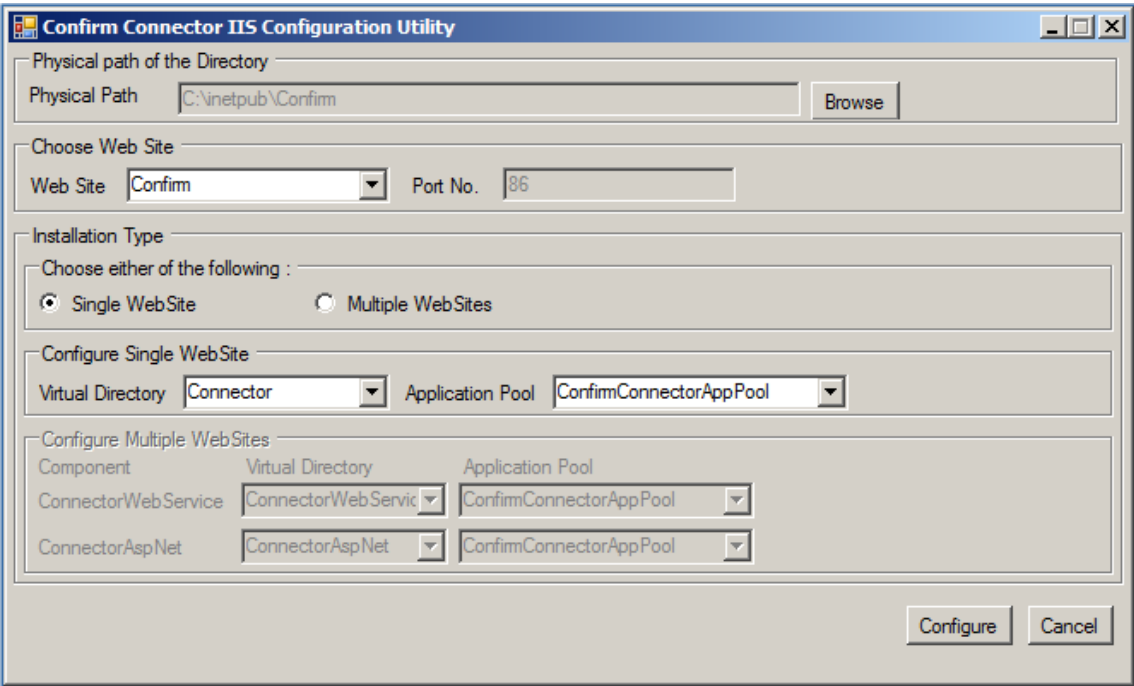 Confirm Connector IIS Configuration Utility
Physical path of the Directory
Physical Path C:\inetpub\Confirm Browse
Choose Web Site
Web Site Confirm Port No. 86
Installation Type
Choose either of the following :
Single WebSite Multiple WebSites
Configure Single WebSite
Virtual Directory Connector Application Pool ConfirmConnectorAppPool
Configure Multiple WebSites
Component Virtual Directory Application Pool
ConnectorWebService ConnectorWebServic ConfirmConnectorAppPool
ConnectorAspNet ConnectorAspNet ConfirmConnectorAppPool
Configure Cancel